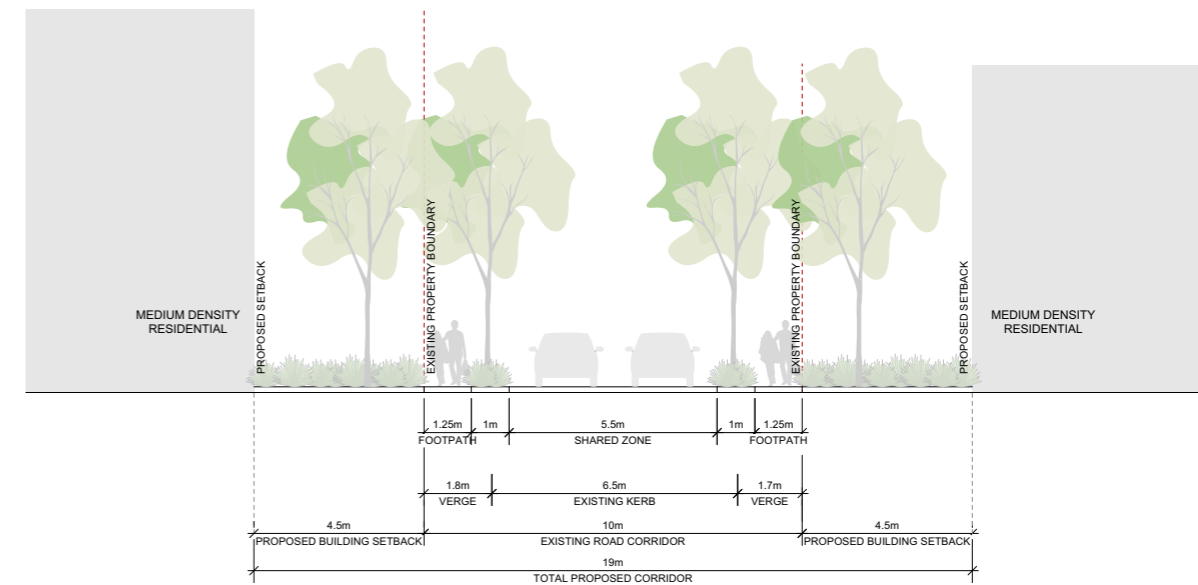 PROPOSED SETBACK
EXISTING PROPERTY BOUNDARY
EXISTING PROPERTY BOUNDARY
PROPOSED SETBACK
MEDIUM DENSITY
RESIDENTIAL
MEDIUM DENSITY
RESIDENTIAL
1.25m 1m 5.5m 1m 1.25m
FOOTPATH SHARED ZONE FOOTPATH
1.8m 6.5m 1.7m
VERGE EXISTING KERB VERGE
4.5m 10m 4.5m
PROPOSED BUILDING SETBACK EXISTING ROAD CORRIDOR PROPOSED BUILDING SETBACK
19m
TOTAL PROPOSED CORRIDOR